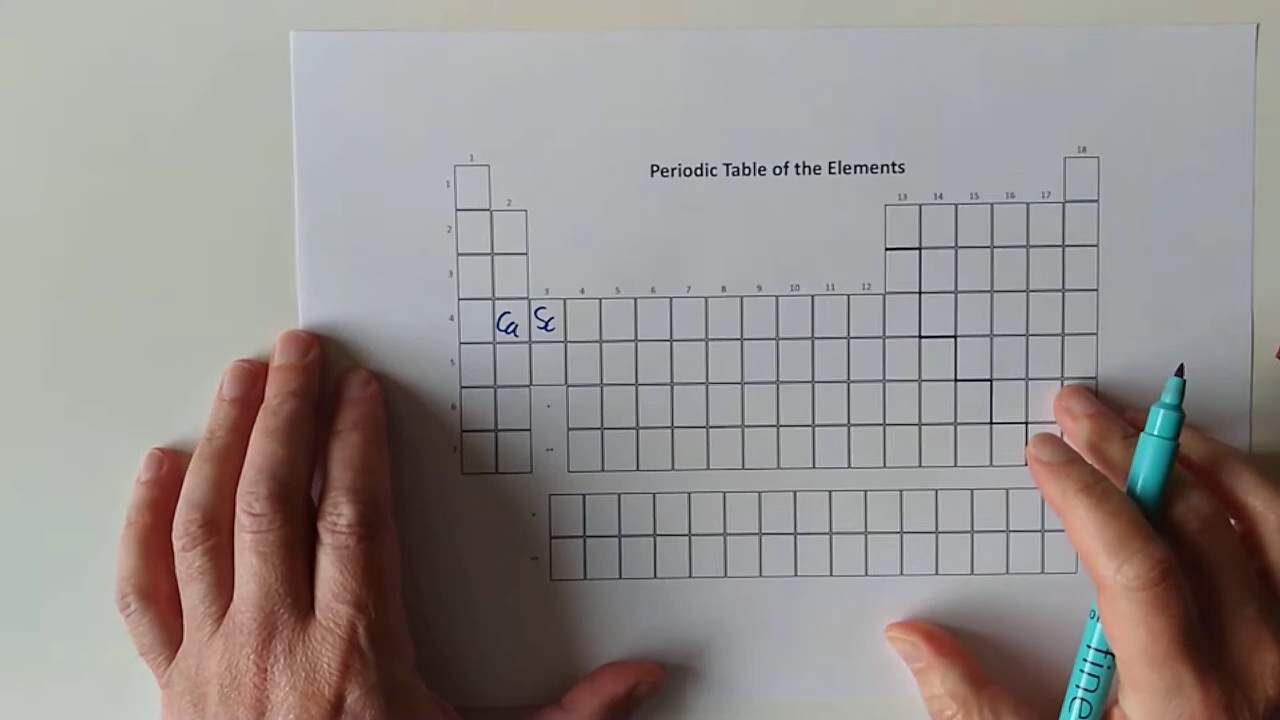 18
1
Periodic Table of the Elements
1
2
13 14 15 16 17
2
3
3 4 5 6 7 8 9 10 11 12
4 Ca Sc
5
6 *
7 **
*
**
fine